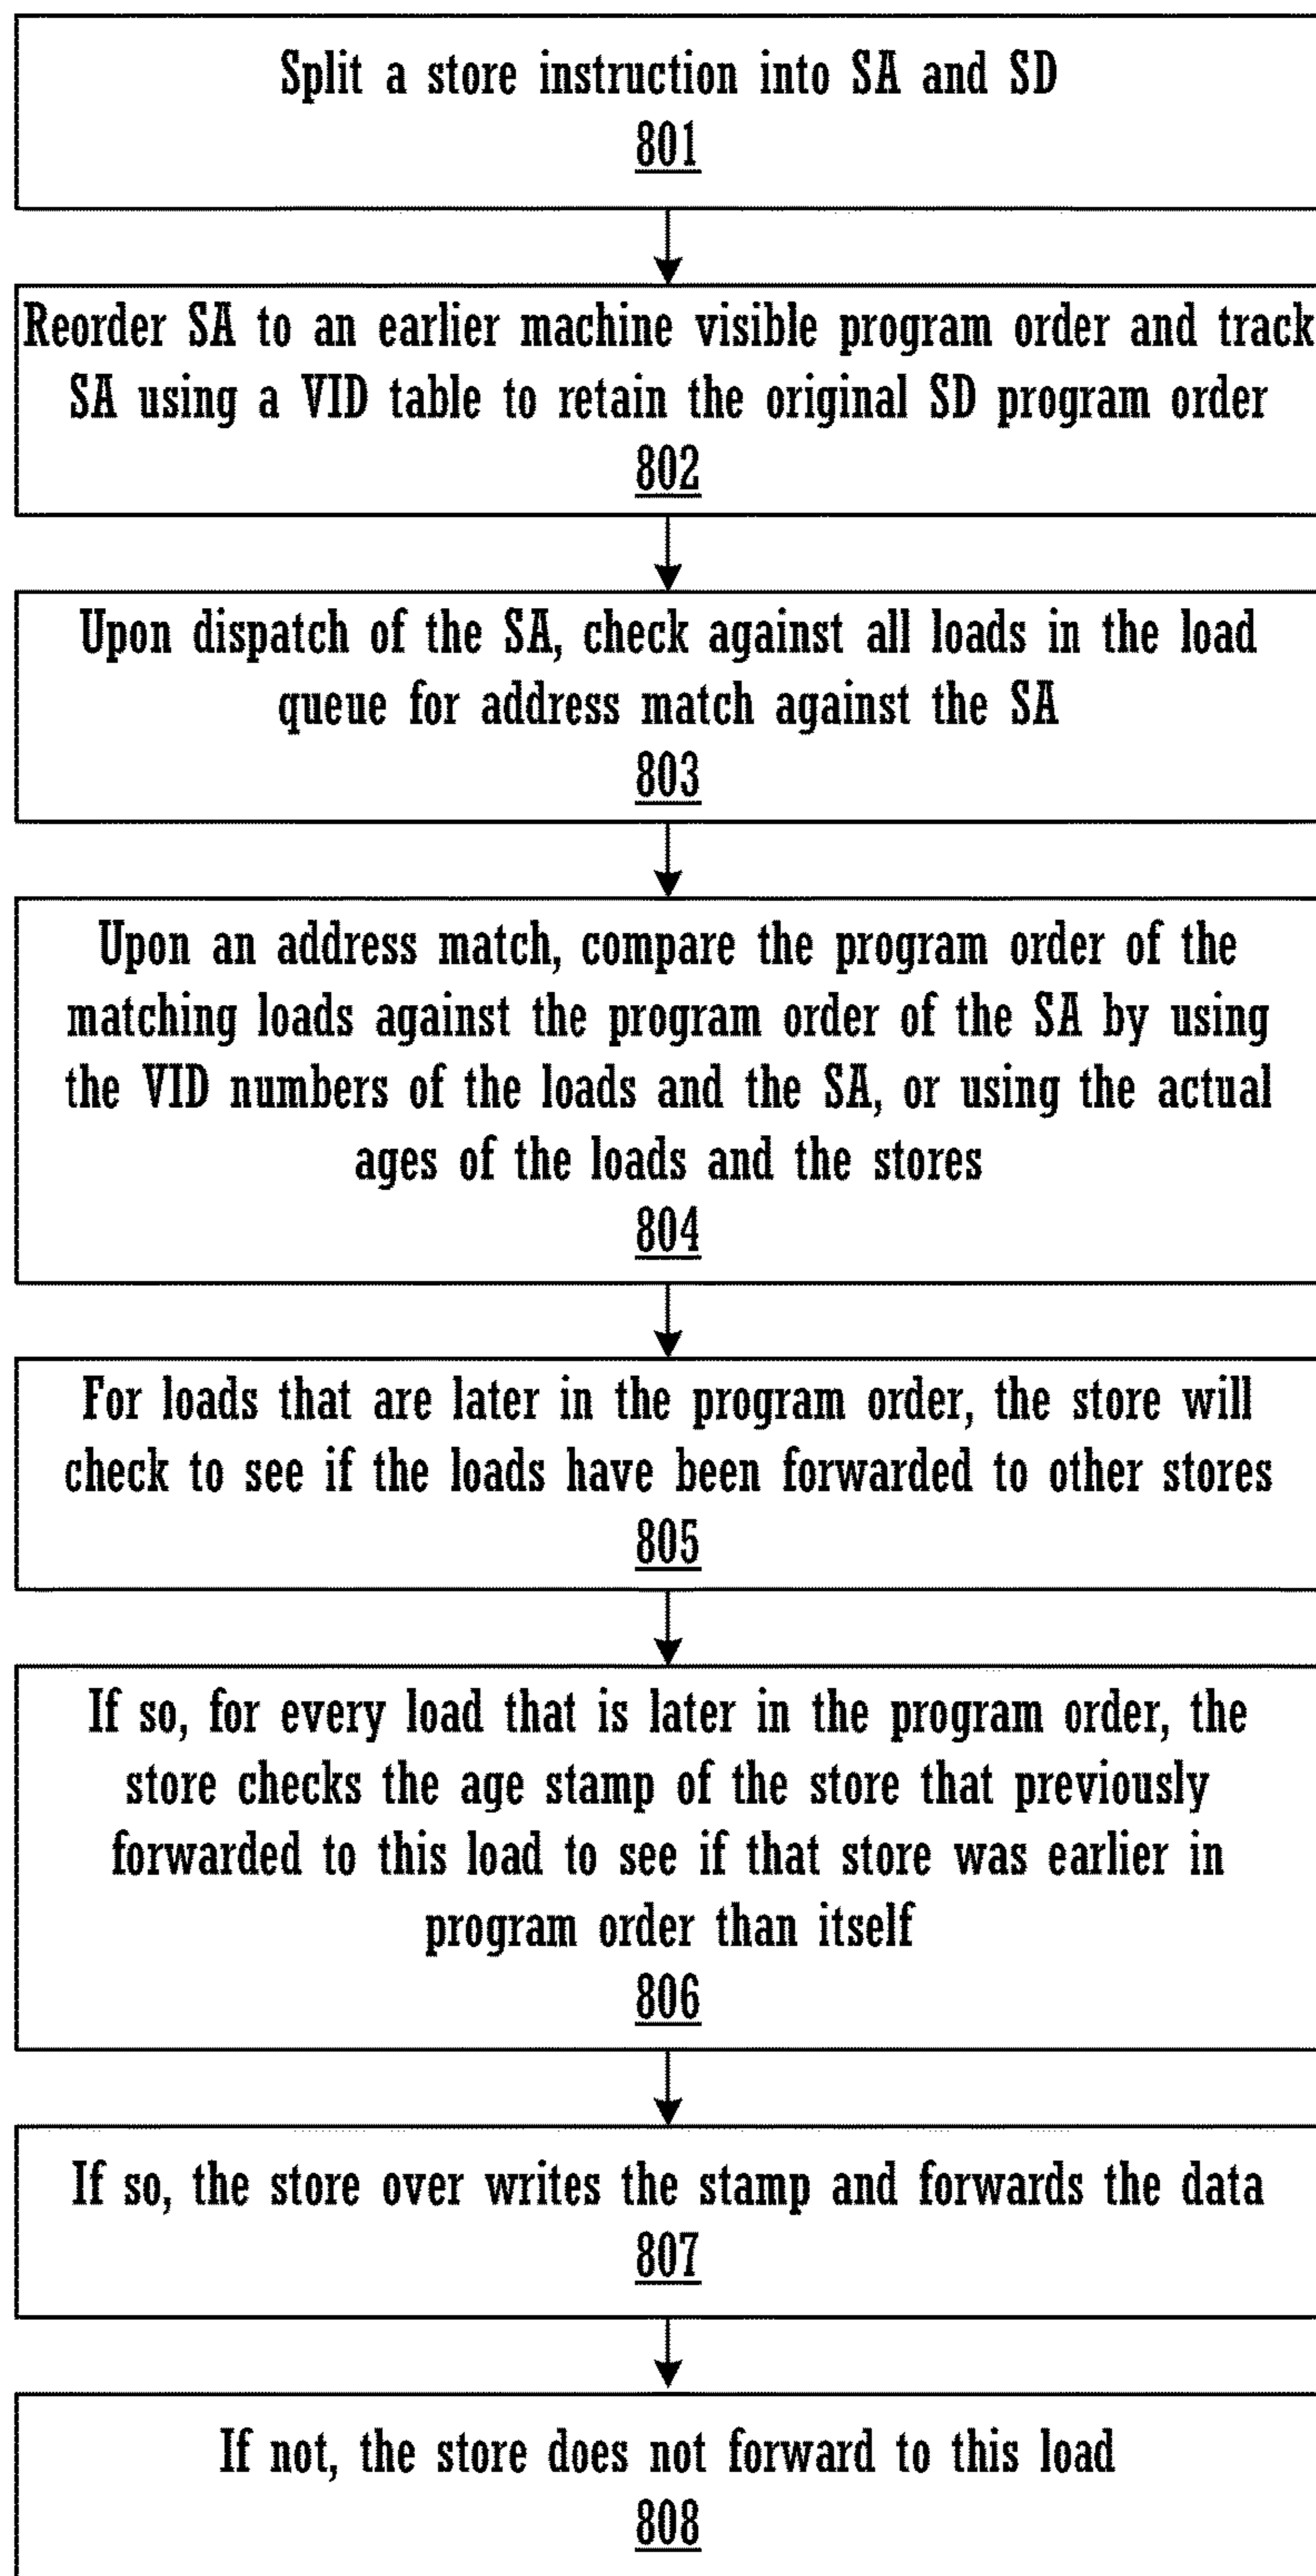 Split a store instruction into SA and SD
801
Reorder SA to an earlier machine visible program order and track
SA using a VID table to retain the original SD program order
802
Upon dispatch of the SA, check against all loads in the load
queue for address match against the SA
803
Upon an address match, compare the program order of the
matching loads against the program order of the SA by using
the VID numbers of the loads and the SA, or using the actual
ages of the loads and the stores
804
For loads that are later in the program order, the store will
check to see if the loads have been forwarded to other stores
805
If so, for every load that is later in the program order, the
store checks the age stamp of the store that previously
forwarded to this load to see if that store was earlier in
program order than itself
806
If so, the store over writes the stamp and forwards the data
807
If not, the store does not forward to this load
808